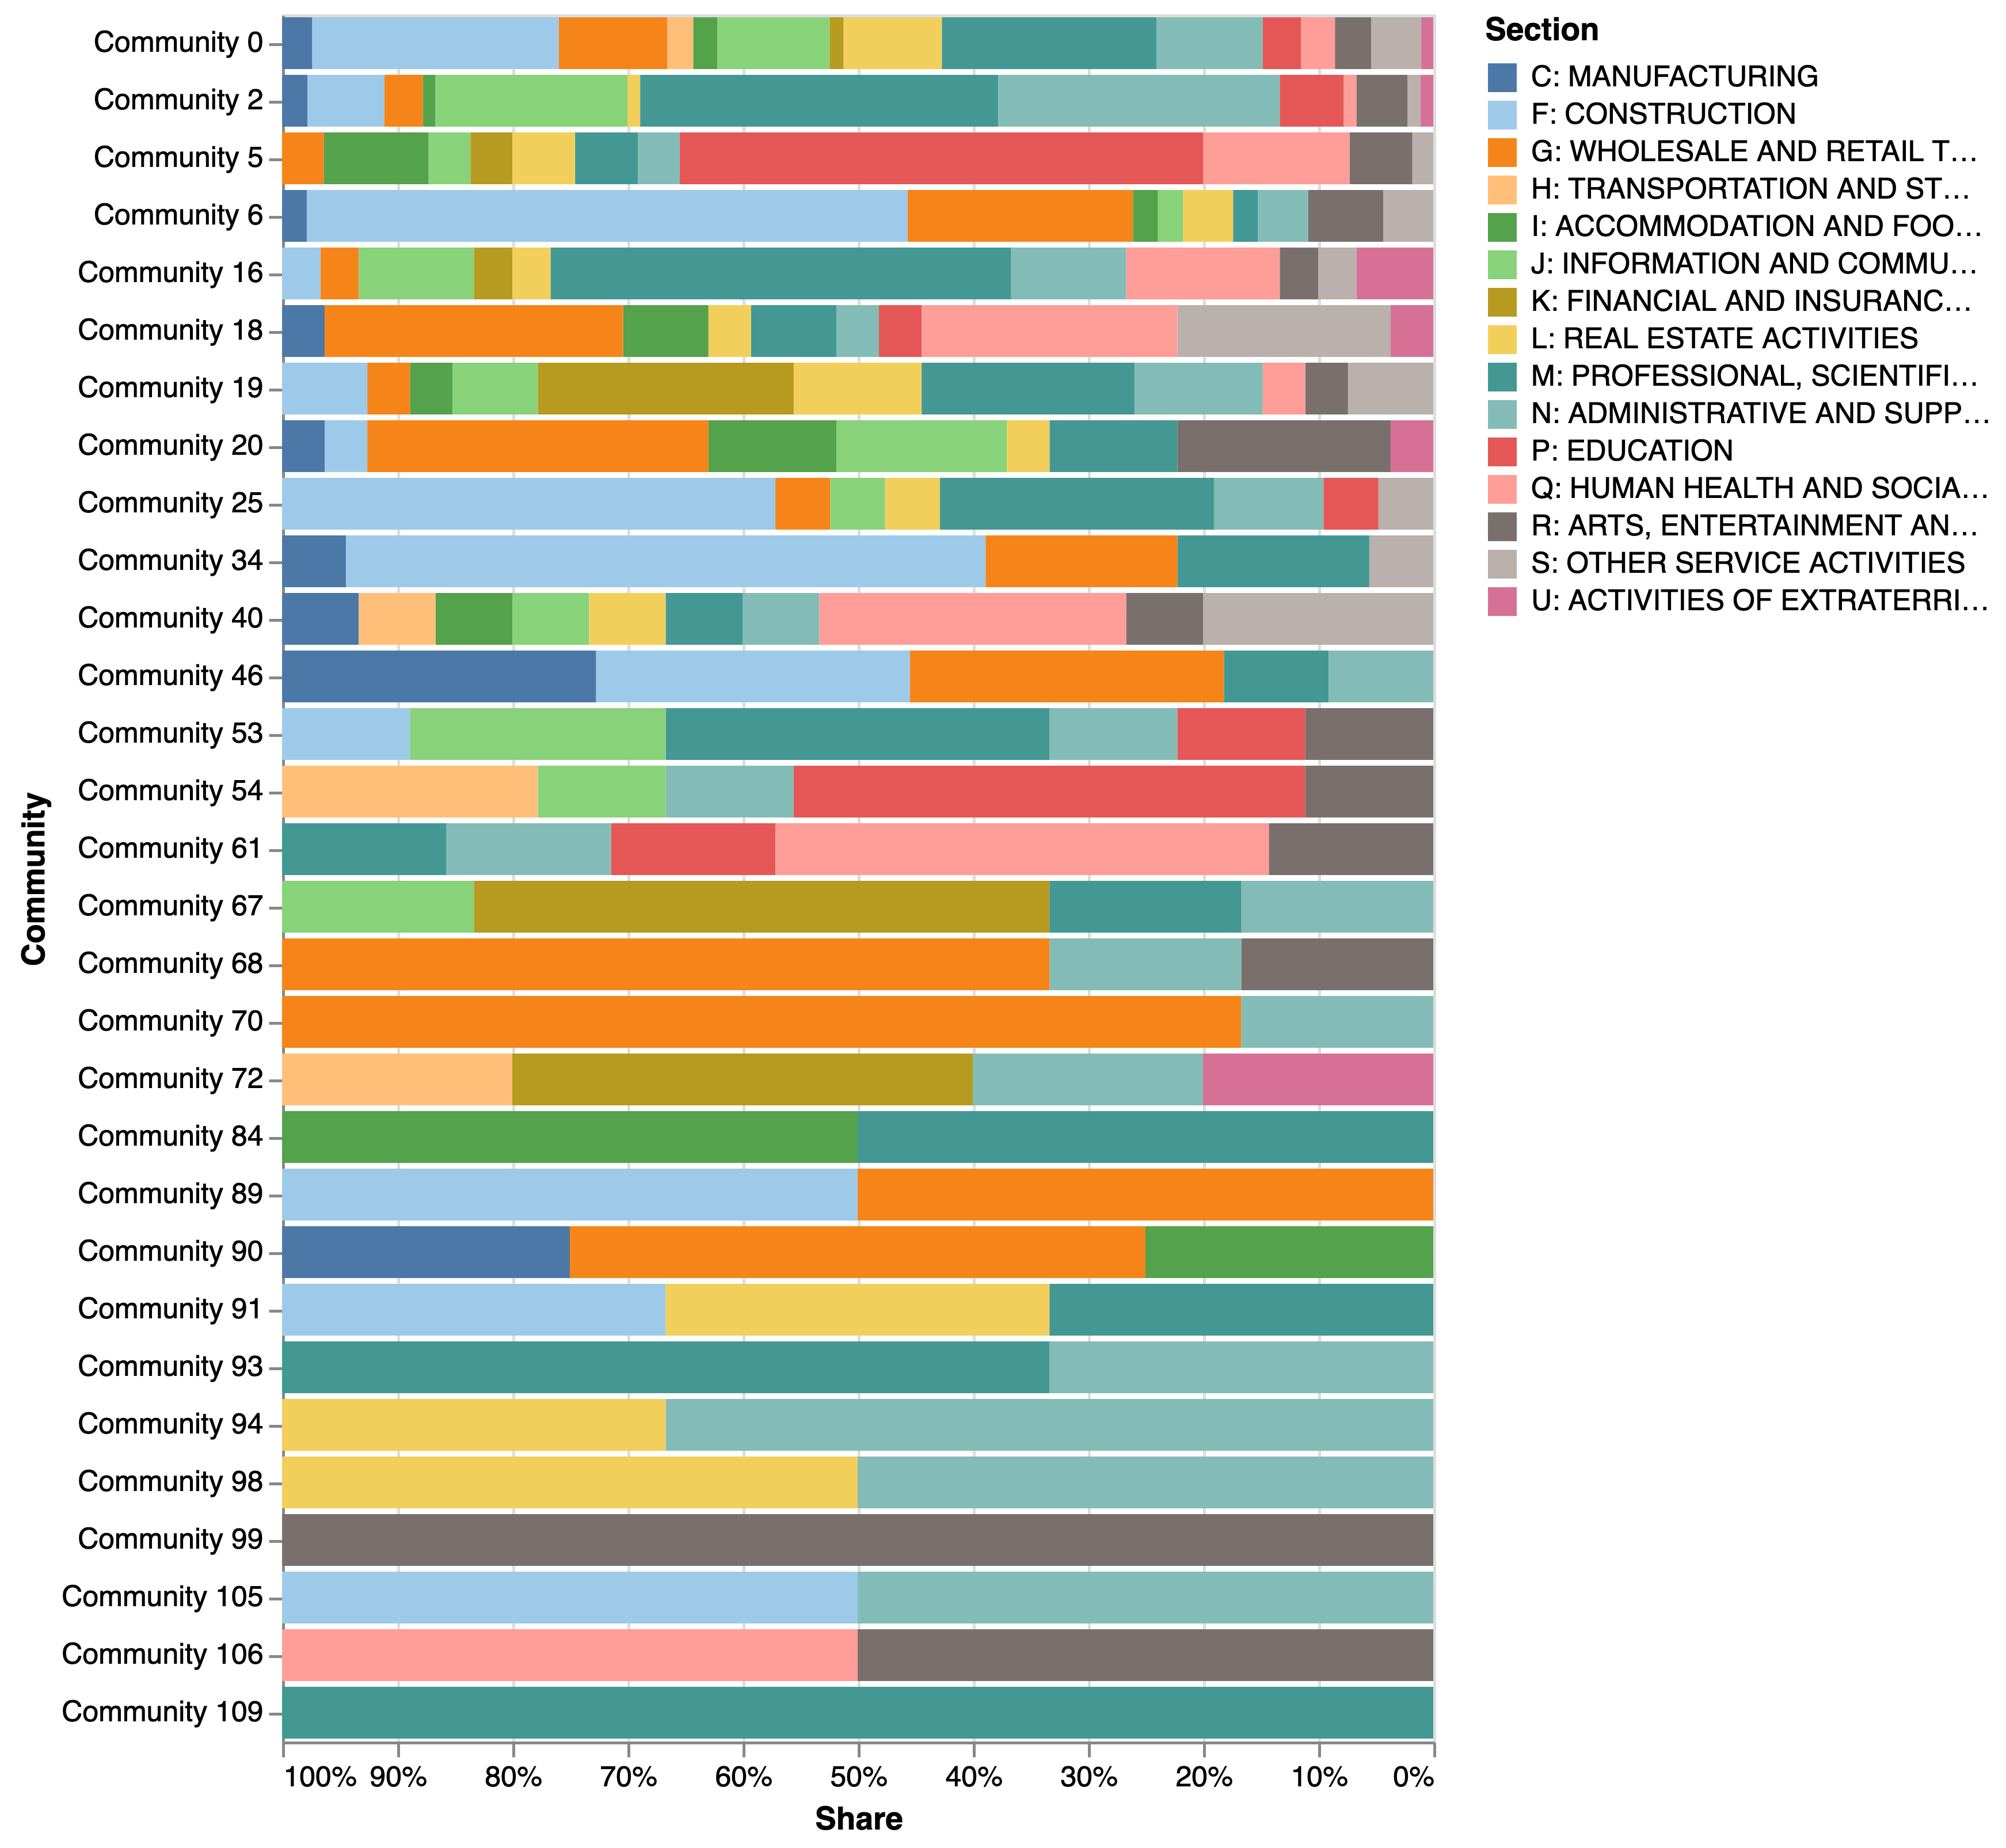 Community 0
Community 2
Community 5
Community 6
Community 16
Community 18
Community 19
Community 20
Community 25
Community 34
Community 40
Community 46
Community 53
Community 54
Community 61
Community 67
Community 68
Community 70
Community 72
Community 84
Community 89
Community 90
Community 91
Community 93
Community 94
Community 98
Community 99
Community 105
Community 106
Community 109
Community
100% 90% 80% 70% 60% 50% 40% 30% 20% 10% 0%
Share
Section
C: MANUFACTURING
F: CONSTRUCTION
G: WHOLESALE AND RETAIL T…
H: TRANSPORTATION AND ST…
I: ACCOMMODATION AND FOO…
J: INFORMATION AND COMMU…
K: FINANCIAL AND INSURANC…
L: REAL ESTATE ACTIVITIES
M: PROFESSIONAL, SCIENTIFI…
N: ADMINISTRATIVE AND SUPP…
P: EDUCATION
Q: HUMAN HEALTH AND SOCIA…
R: ARTS, ENTERTAINMENT AN…
S: OTHER SERVICE ACTIVITIES
U: ACTIVITIES OF EXTRATERRI…